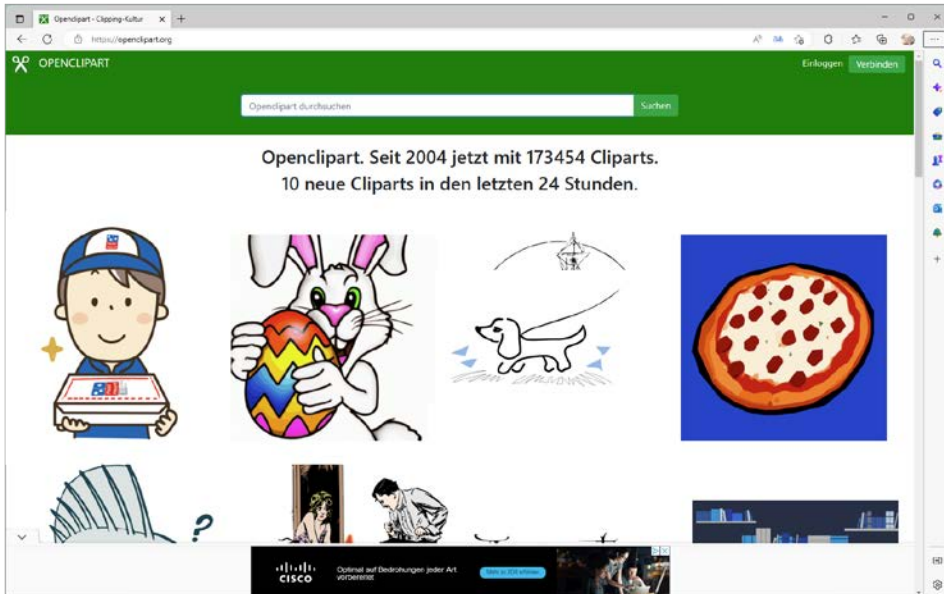 Openclipart - Clipping-Kultur
https://openclipart.org
OPENCLIPART
Einloggen
Verbinden
Openclipart durchsuchen
Suchen
Openclipart. Seit 2004 jetzt mit 173454 Cliparts.
10 neue Cliparts in den letzten 24 Stunden.
?
CISCO
Optimal auf Bedrohungen jeder Art
vorbereitet